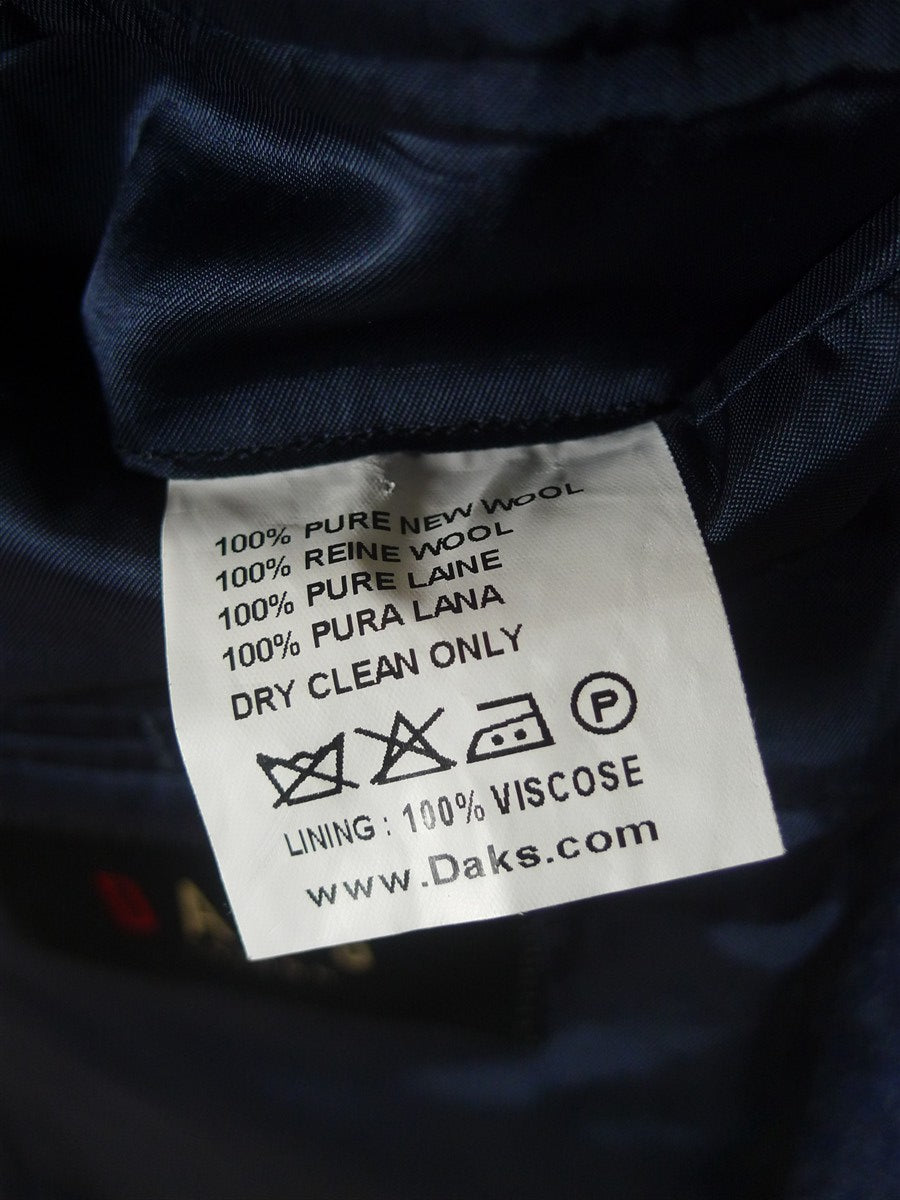 100% PURE NEW WOOL
100% REINE WOOL
100% PURE LAINE
100% PURA LANA
DRY CLEAN ONLY
P
LINING : 100% VISCOSE
www.Daks.com